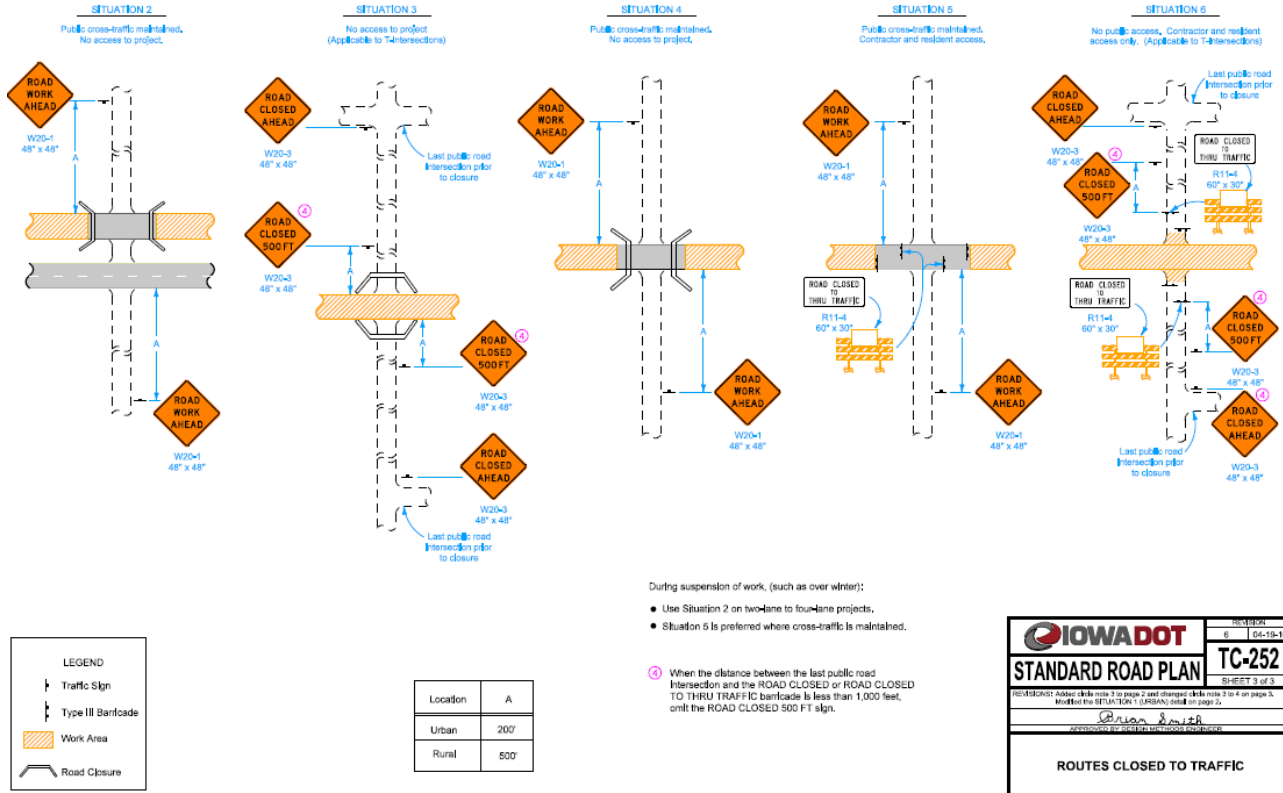 SITUATION 2
Public cross-traffic maintained.
No access to project.
ROAD
WORK
AHEAD
W20-1
48" x 48"
A
A
ROAD
WORK
AHEAD
W20-1
48" x 48"
SITUATION 3
No access to project
(Applicable to T-Intersections)
ROAD
CLOSED
AHEAD
W20-3
48" x 48"
Last public road
intersection prior
to closure
ROAD
CLOSED
500 FT
4
W20-3
48" x 48"
A
A
ROAD
CLOSED
500 FT
4
W20-3
48" x 48"
ROAD
CLOSED
AHEAD
W20-3
48" x 48"
Last public road
intersection prior
to closure
SITUATION 4
Public cross-traffic maintained.
No access to project.
ROAD
WORK
AHEAD
W20-1
48" x 48"
A
A
ROAD
WORK
AHEAD
W20-1
48" x 48"
SITUATION 5
Public cross-traffic maintained.
Contractor and resident access.
ROAD
WORK
AHEAD
W20-1
48" x 48"
A
ROAD CLOSED
TO
THRU TRAFFIC
R11-4
60" x 30"
A
ROAD
WORK
AHEAD
W20-1
48" x 48"
SITUATION 6
No public access. Contractor and resident
access only. (Applicable to T-Intersections)
Last public road
intersection prior
to closure
ROAD
CLOSED
AHEAD
W20-3
48" x 48"
ROAD CLOSED
TO
THRU TRAFFIC
R11-4
60" x 30"
ROAD
CLOSED
500 FT
4
W20-3
48" x 48"
A
ROAD CLOSED
TO
THRU TRAFFIC
R11-4
60" x 30"
A
ROAD
CLOSED
500 FT
4
W20-3
48" x 48"
ROAD
CLOSED
AHEAD
4
W20-3
48" x 48"
Last public road
intersection prior
to closure
During suspension of work, (such as over winter):
• Use Situation 2 on two-lane to four-lane projects.
• Situation 5 is preferred where cross-traffic is maintained.
4 When the distance between the last public road
intersection and the ROAD CLOSED or ROAD CLOSED
TO THRU TRAFFIC barricade is less than 1,000 feet,
omit the ROAD CLOSED 500 FT sign.
LEGEND
Traffic Sign
Type III Barricade
Work Area
Road Closure
Location A
Urban 200'
Rural 500'
IOWADOT
REVISION
6 04-19-1
STANDARD ROAD PLAN
TC-252
SHEET 3 of 3
REVISIONS: Added circle note 3 to page 2 and changed circle note 3 to 4 on page 3.
Modified the SITUATION 1 (URBAN) detail on page 2.
Brian Smith
APPROVED BY DESIGN METHODS ENGINEER
ROUTES CLOSED TO TRAFFIC